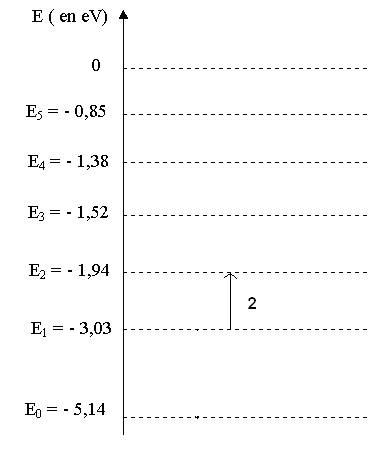 E ( en eV)
0
E5 = - 0,85
E4 = - 1,38
E3 = - 1,52
E2 = - 1,94
2
E1 = - 3,03
E0 = - 5,14